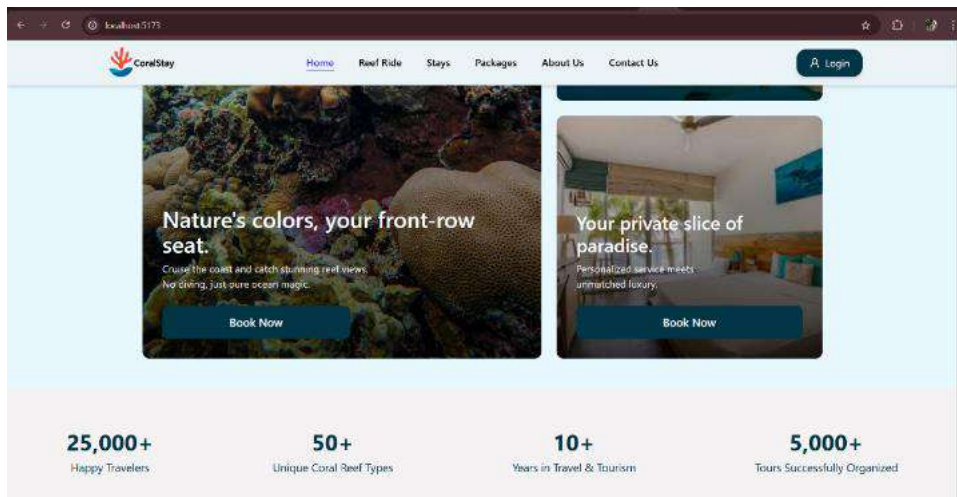 localhost:5173
CoralStay
Home Reef Ride Stays Packages About Us Contact Us
Login
Nature's colors, your front-row
seat.
Cruise the coast and catch stunning reef views.
No diving, just pure ocean magic.
Book Now
Your private slice of
paradise.
Personalized service meets
unmatched luxury.
Book Now
25,000+ 50+ 10+ 5,000+
Happy Travelers Unique Coral Reef Types Years in Travel & Tourism Tours Successfully Organized